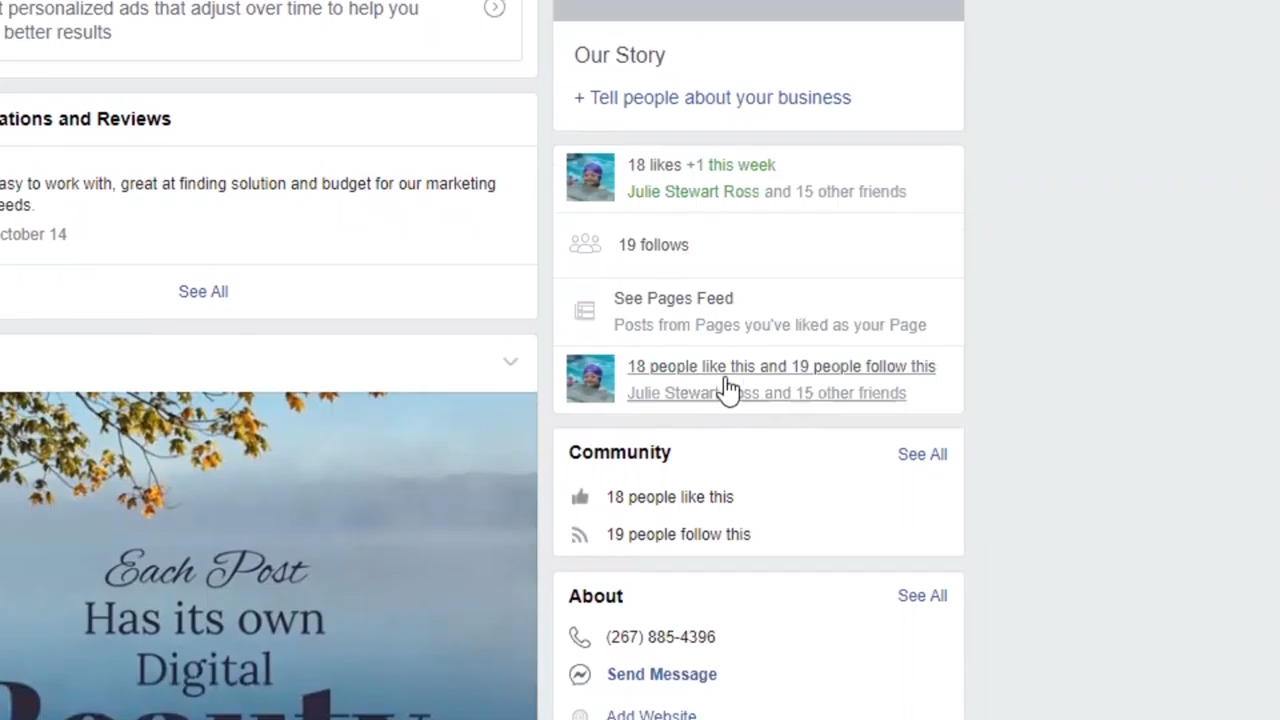 t personalized ads that adjust over time to help you
better results
ations and Reviews
asy to work with, great at finding solution and budget for our marketing
eeds.
ctober 14
See All
Each Post
Has its own
Digital
Beauty
Our Story
+ Tell people about your business
18 likes +1 this week
Julie Stewart Ross and 15 other friends
19 follows
See Pages Feed
Posts from Pages you've liked as your Page
18 people like this and 19 people follow this
Julie Stewart Ross and 15 other friends
Community
See All
18 people like this
19 people follow this
About
See All
(267) 885-4396
Send Message
Add Website